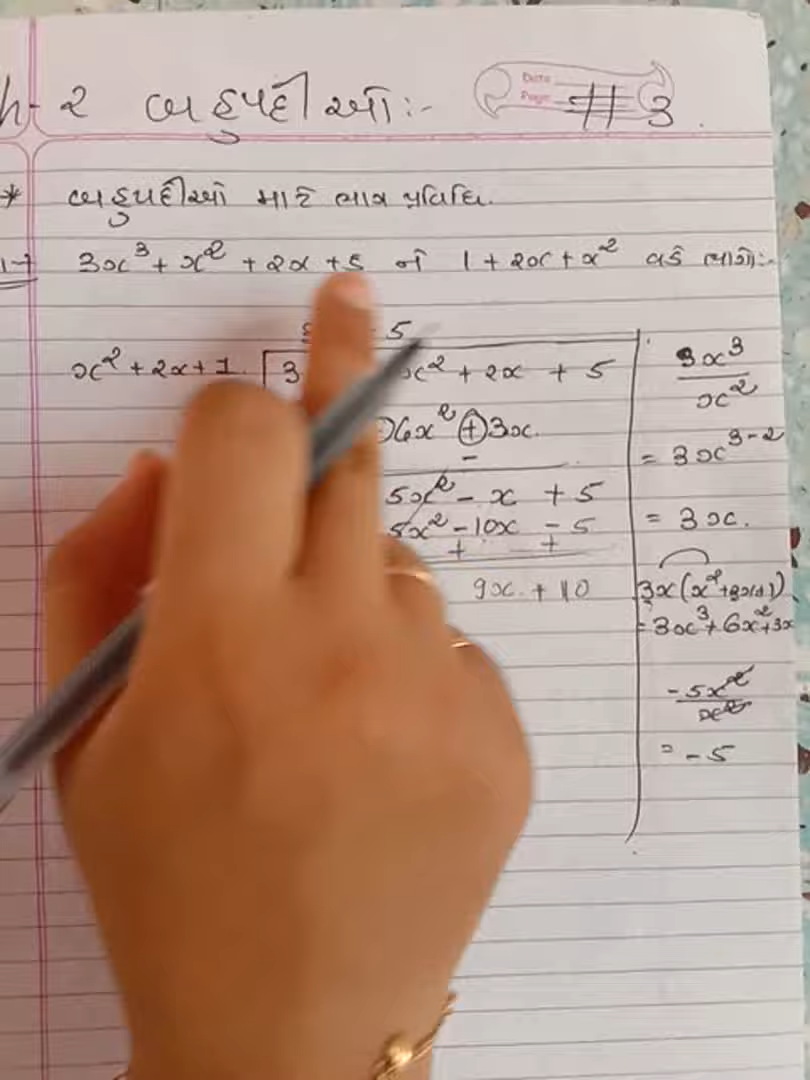 h-૨ બહુપદીઓ:-
Date
Page #3.
* બહુપદીઓ માટે ભાગ પ્રવિધિ.
1→ 3x³ + x² + 2x + 5 ને 1 + 2x + x² વડે ભાગો:-
5
x² + 2x + 1 3 x² + 2x + 5
6x² + 3x
-
5x² - x + 5
5x² - 10x - 5
+ +
9x + 10
3x³
x²
= 3x³⁻²
= 3x.
3x(x²+2x+1)
= 3x³+6x²+3x
-5x²
x²
= -5